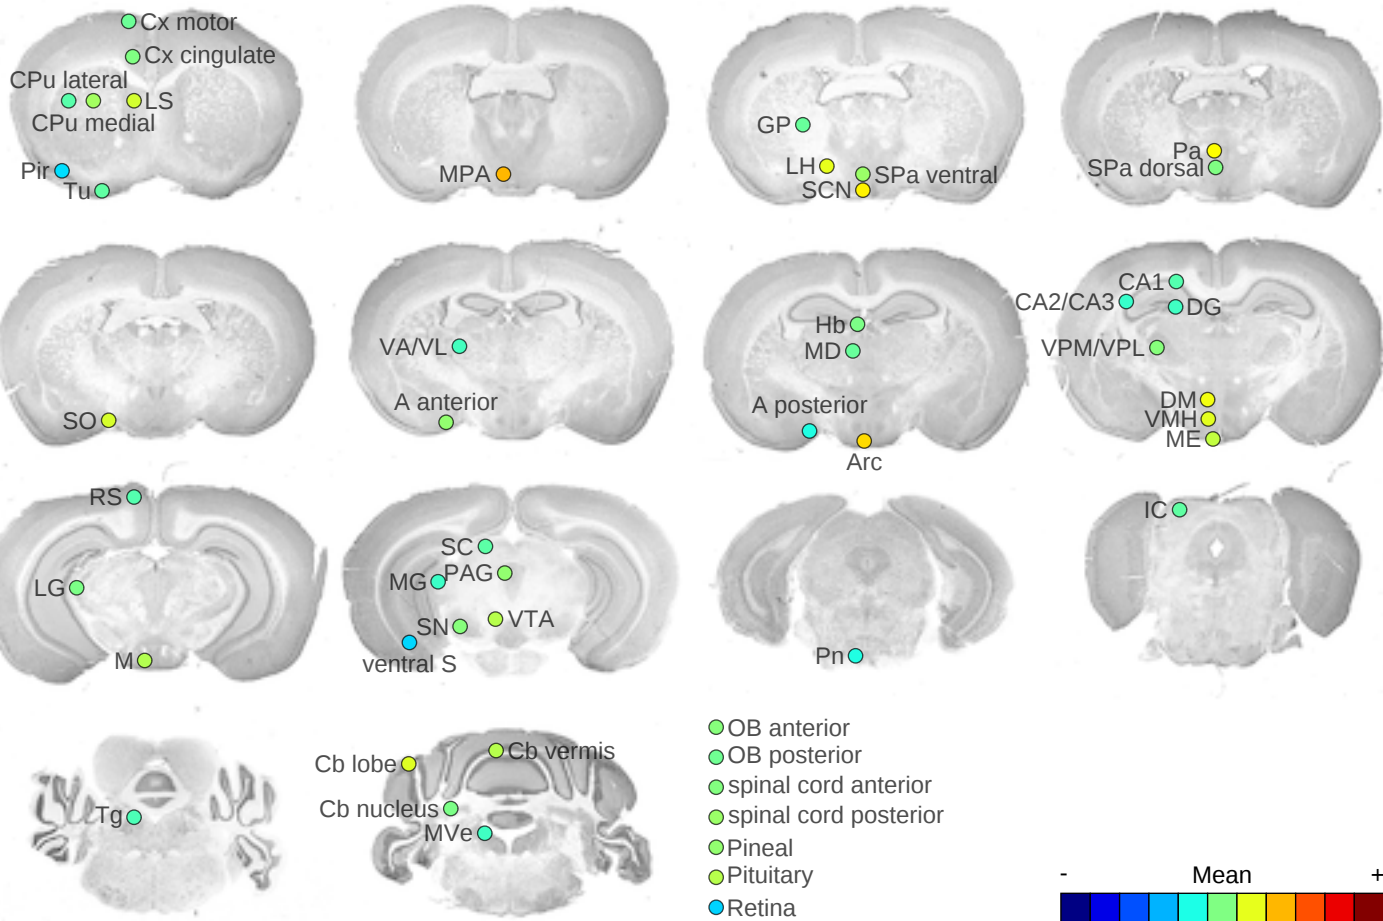 Cx motor
Cx cingulate
CPu lateral
LS
CPu medial
Pir
Tu
MPA
GP
LH
SPa ventral
SCN
Pa
SPa dorsal
SO
VA/VL
A anterior
Hb
MD
A posterior
Arc
CA1
CA2/CA3
DG
VPM/VPL
DM
VMH
ME
RS
LG
M
SC
MG
PAG
SN
VTA
ventral S
Pn
IC
Tg
Cb lobe
Cb vermis
Cb nucleus
MVe
OB anterior
OB posterior
spinal cord anterior
spinal cord posterior
Pineal
Pituitary
Retina
- Mean +